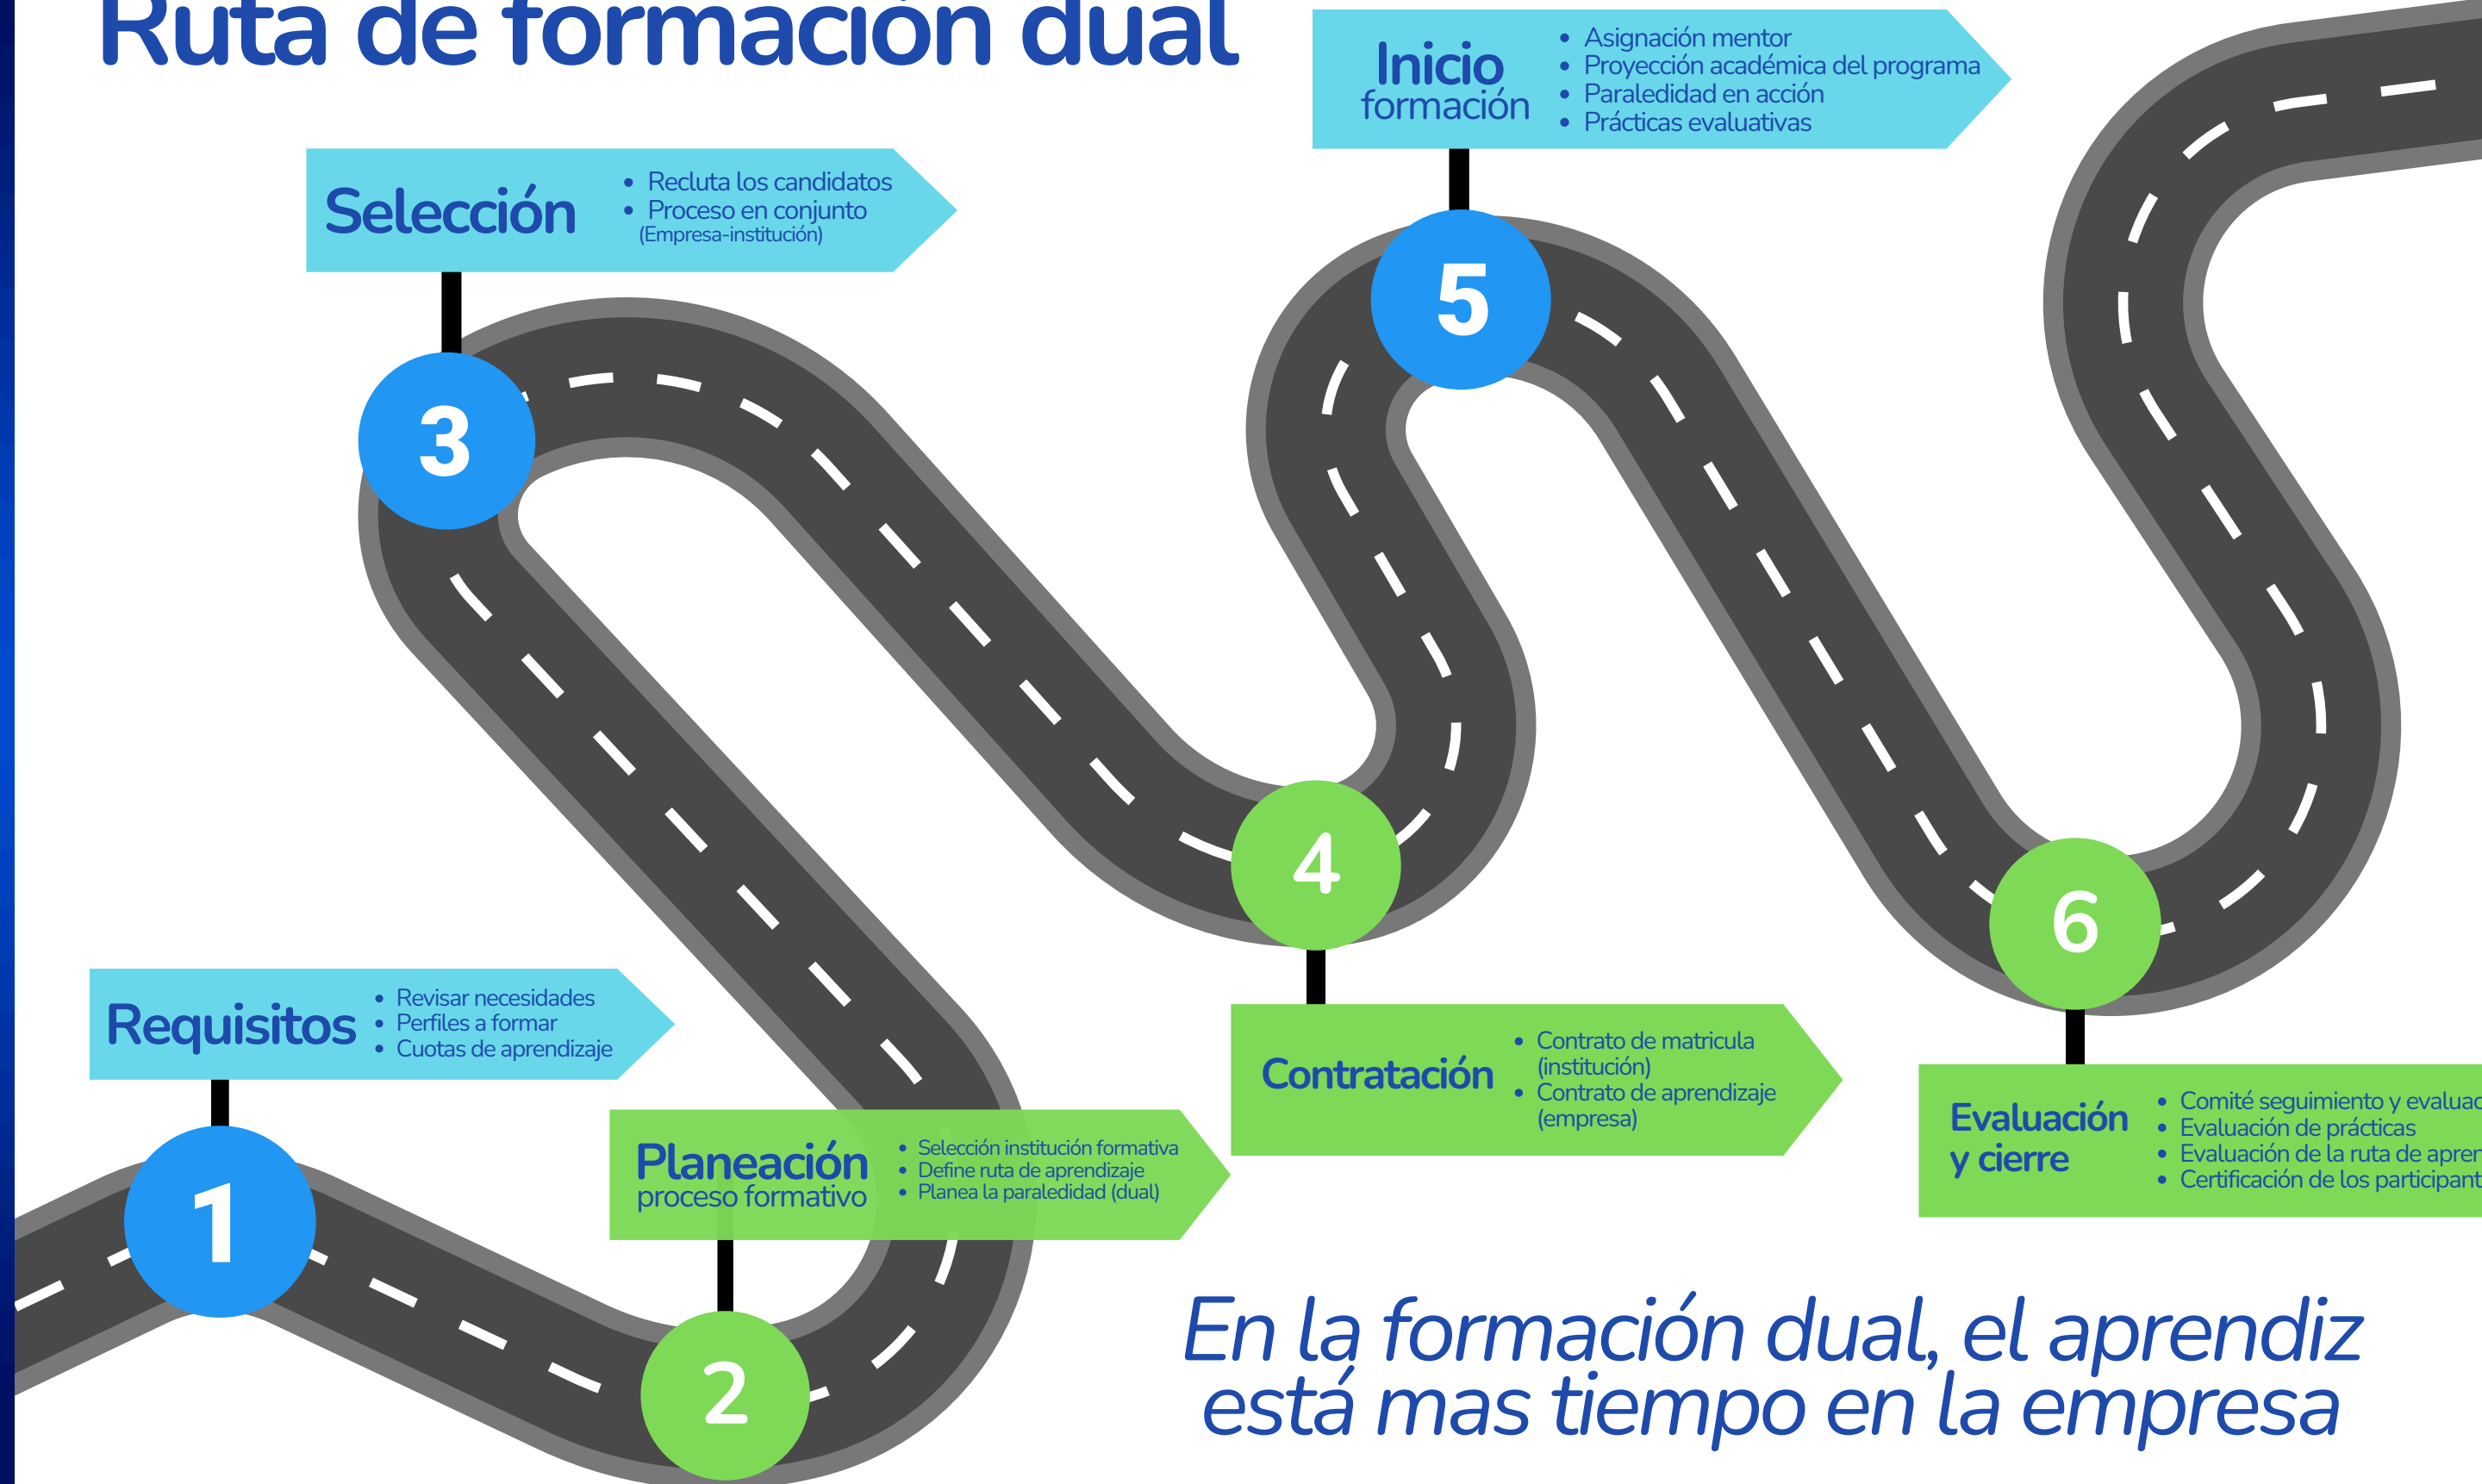 Ruta de formación dual
Inicio
formación
Asignación mentor
Proyección académica del programa
Paraledidad en acción
Prácticas evaluativas
Selección
Recluta los candidatos
Proceso en conjunto
(Empresa-institución)
5
3
4
6
Requisitos
Revisar necesidades
Perfiles a formar
Cuotas de aprendizaje
Contratación
Contrato de matricula
(institución)
Contrato de aprendizaje
(empresa)
Evaluación
y cierre
Comité seguimiento y
Evaluación de prácticas
Evaluación de la ruta de
Certificación de los
Planeación
proceso formativo
Selección institución formativa
Define ruta de aprendizaje
Planea la paraledidad (dual)
1
2
En la formación dual, el aprendiz
está mas tiempo en la empresa